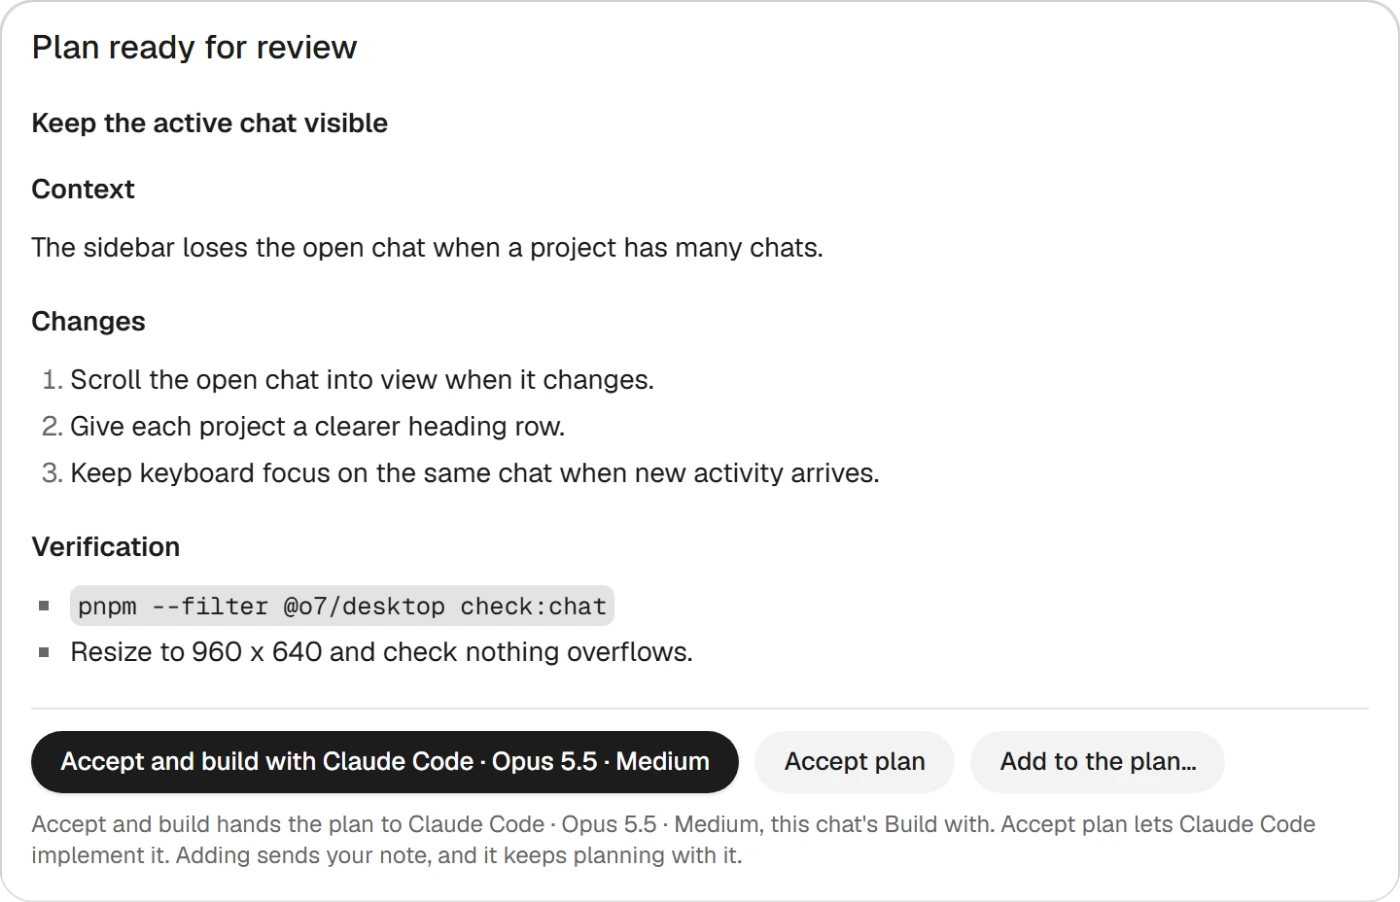 Plan ready for review
Keep the active chat visible
Context
The sidebar loses the open chat when a project has many chats.
Changes
1. Scroll the open chat into view when it changes.
2. Give each project a clearer heading row.
3. Keep keyboard focus on the same chat when new activity arrives.
Verification
▪ pnpm --filter @o7/desktop check:chat
▪ Resize to 960 x 640 and check nothing overflows.
Accept and build with Claude Code · Opus 5.5 · Medium Accept plan Add to the plan...
Accept and build hands the plan to Claude Code · Opus 5.5 · Medium, this chat's Build with. Accept plan lets Claude Code
implement it. Adding sends your note, and it keeps planning with it.